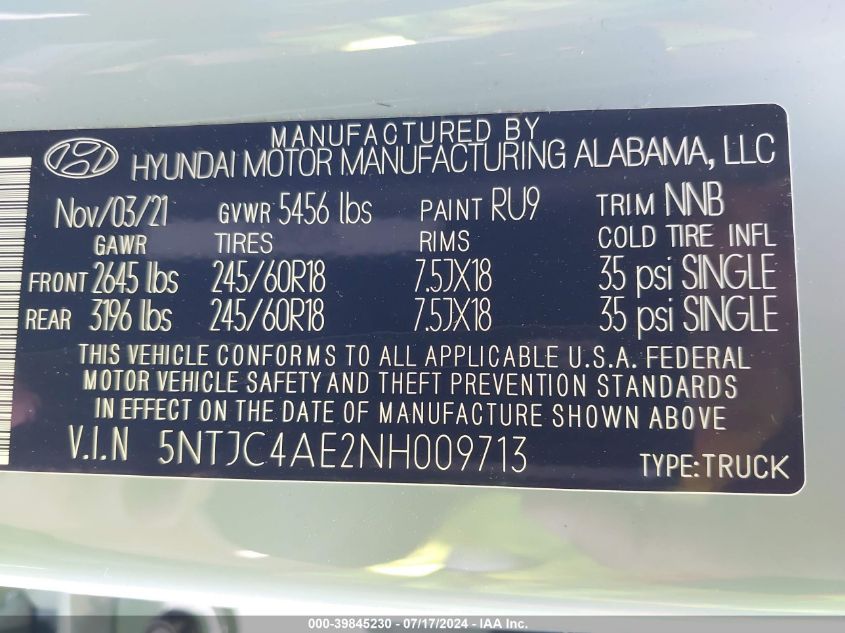 MANUFACTURED BY
HYUNDAI MOTOR MANUFACTURING ALABAMA, LLC
Nov/03/21 GVWR 5456 lbs PAINT RU9 TRIM NNB
GAWR TIRES RIMS COLD TIRE INFL
FRONT 2645 lbs 245/60R18 7.5JX18 35 psi SINGLE
REAR 3196 lbs 245/60R18 7.5JX18 35 psi SINGLE
THIS VEHICLE CONFORMS TO ALL APPLICABLE U.S.A. FEDERAL
MOTOR VEHICLE SAFETY AND THEFT PREVENTION STANDARDS
IN EFFECT ON THE DATE OF MANUFACTURE SHOWN ABOVE
V.I.N 5NTJC4AE2NH009713 TYPE:TRUCK
000-39845230 - 07/17/2024 - IAA Inc.